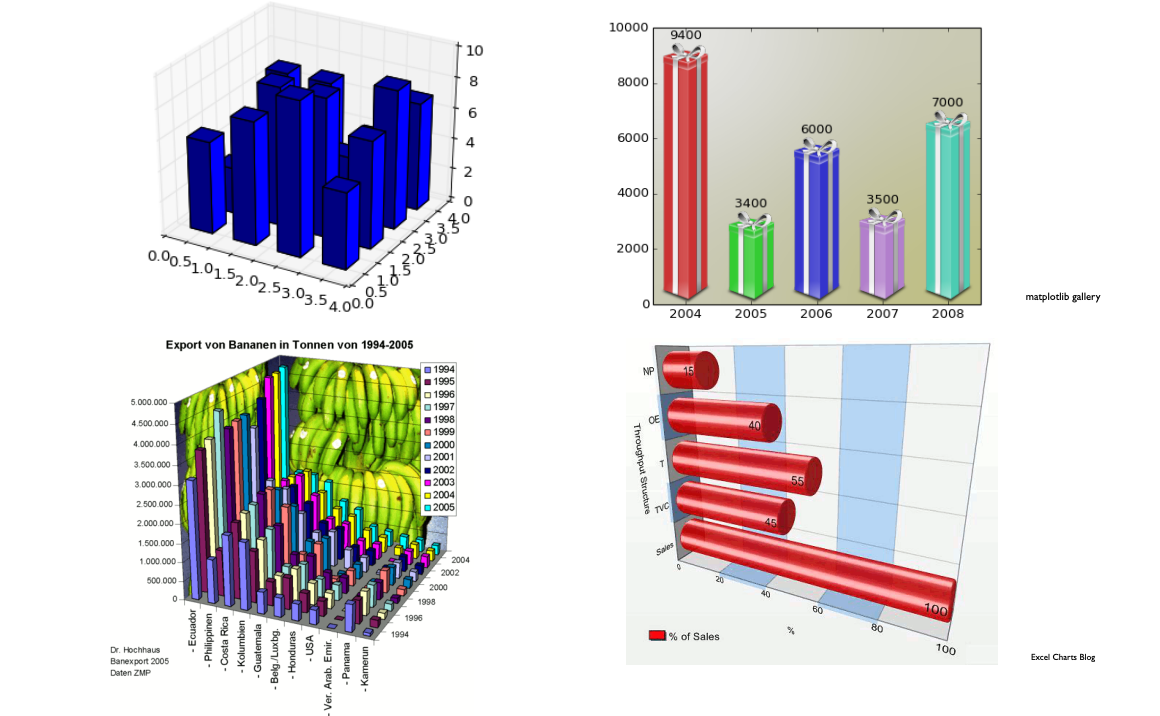 10
8
6
4
2
0
0.0 0.5 1.0 1.5 2.0 2.5 3.0 3.5 4.0
0.0 0.5 1.0 1.5 2.0 2.5 3.0 3.5 4.0
10000
8000
6000
4000
2000
0
9400
3400
6000
3500
7000
2004 2005 2006 2007 2008
matplotlib gallery
Export von Bananen in Tonnen von 1994-2005
5.000.000
4.500.000
4.000.000
3.500.000
3.000.000
2.500.000
2.000.000
1.500.000
1.000.000
500.000
0
1994
1995
1996
1997
1998
1999
2000
2001
2002
2003
2004
2005
2004
2002
2000
1998
1996
1994
- Ecuador
- Philippinen
- Costa Rica
- Kolumbien
- Guatemala
- Belg./Luxbg.
- Honduras
- USA
- Ver. Arab. Emir.
- Panama
- Kamerun
Dr. Hochhaus
Banexport 2005
Daten ZMP
Throughput Structure
NP
OE
T
TVC
Sales
15
40
55
45
100
0 20 40 60 80 100
%
% of Sales
Excel Charts Blog